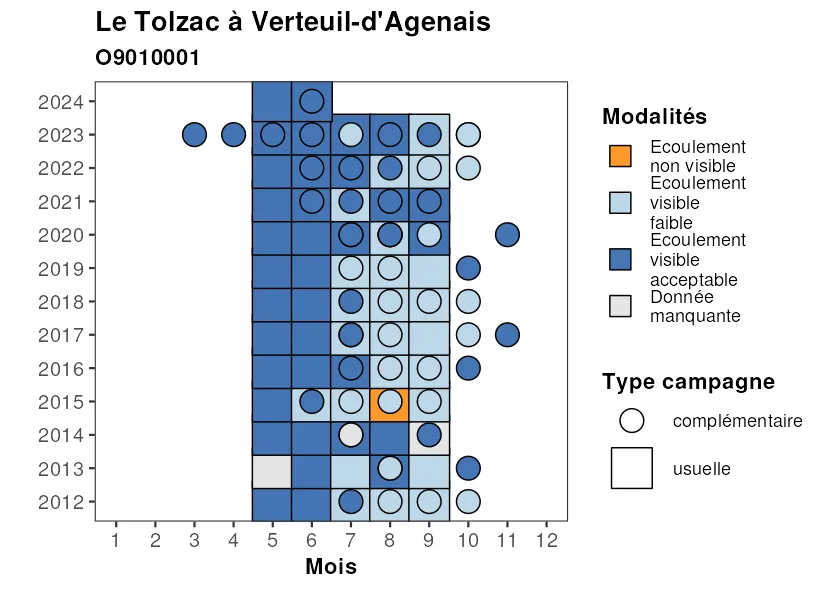 Le Tolzac à Verteuil-d'Agenais
O9010001
2024
2023
2022
2021
2020
2019
2018
2017
2016
2015
2014
2013
2012
1 2 3 4 5 6 7 8 9 10 11 12
Mois
Modalités
Ecoulement
non visible
Ecoulement
visible
faible
Ecoulement
visible
acceptable
Donnée
manquante
Type campagne
complémentaire
usuelle